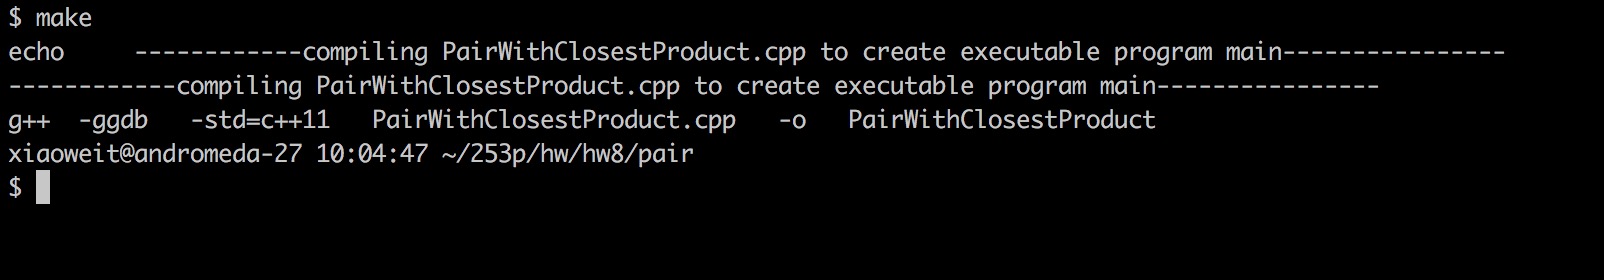 $ make
echo     ------------compiling PairWithClosestProduct.cpp to create executable program main----------------
------------compiling PairWithClosestProduct.cpp to create executable program main----------------
g++  -ggdb   -std=c++11   PairWithClosestProduct.cpp   -o   PairWithClosestProduct
xiaoweit@andromeda-27 10:04:47 ~/253p/hw/hw8/pair
$